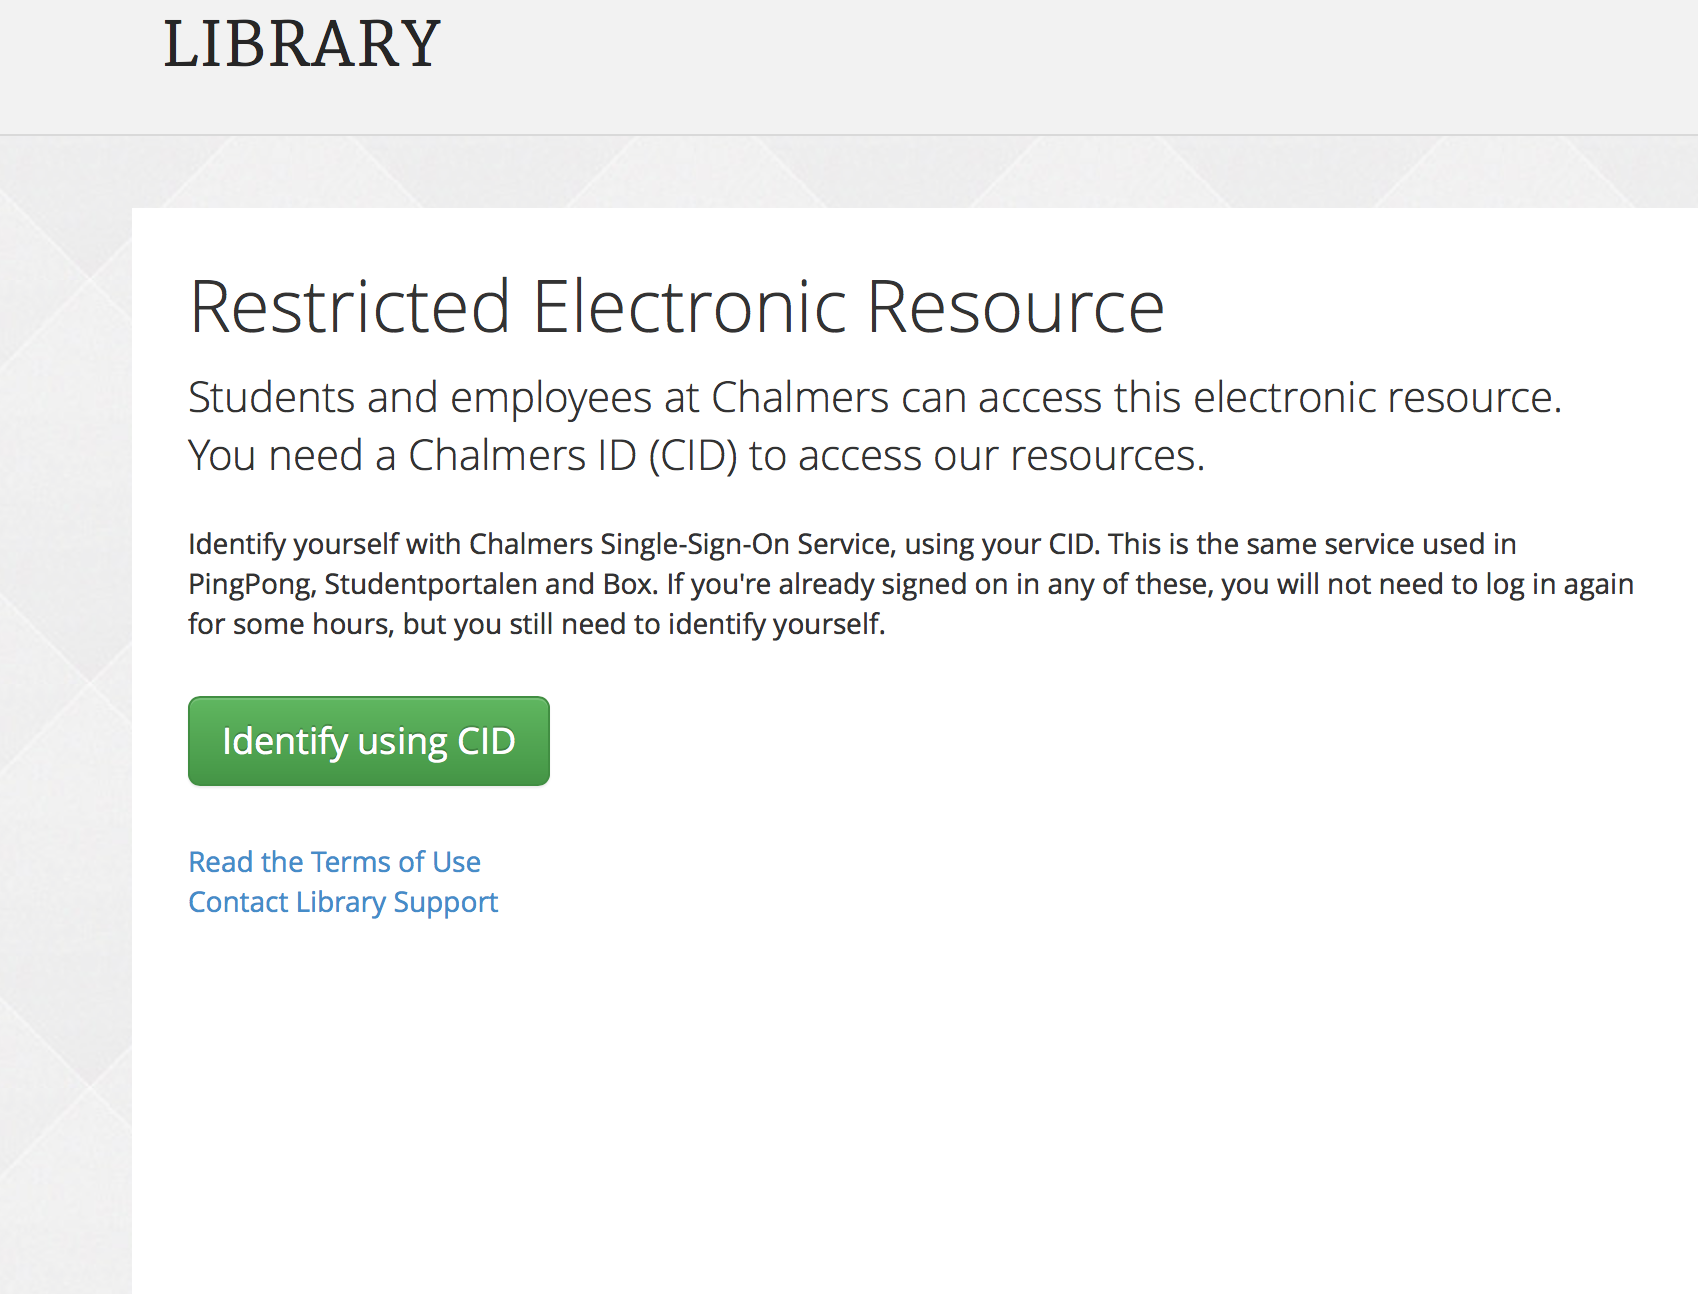 LIBRARY
Restricted Electronic Resource
Students and employees at Chalmers can access this electronic resource.
You need a Chalmers ID (CID) to access our resources.
Identify yourself with Chalmers Single-Sign-On Service, using your CID. This is the same service used in
PingPong, Studentportalen and Box. If you're already signed on in any of these, you will not need to log in again
for some hours, but you still need to identify yourself.
Identify using CID
Read the Terms of Use
Contact Library Support